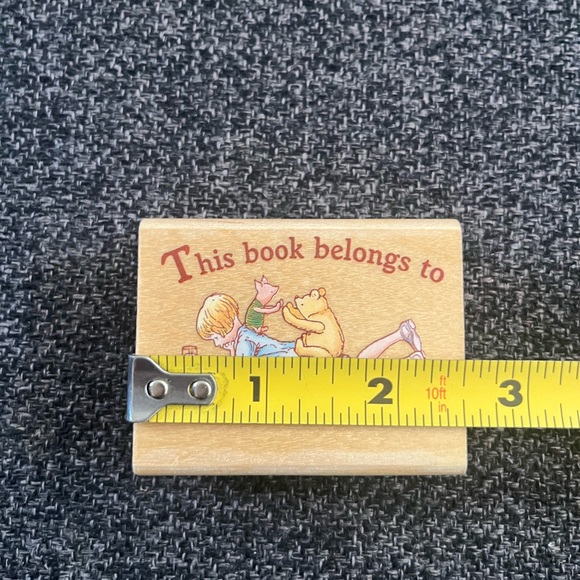 This book belongs to
1 2 3
ft
10ft
in